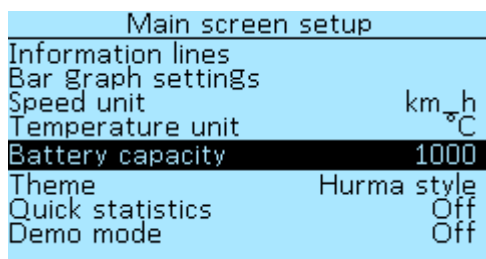 Main screen setup
Information lines
Bar graph settings
Speed unit km_h
Temperature unit °C
Battery capacity 1000
Theme Hurma style
Quick statistics Off
Demo mode Off